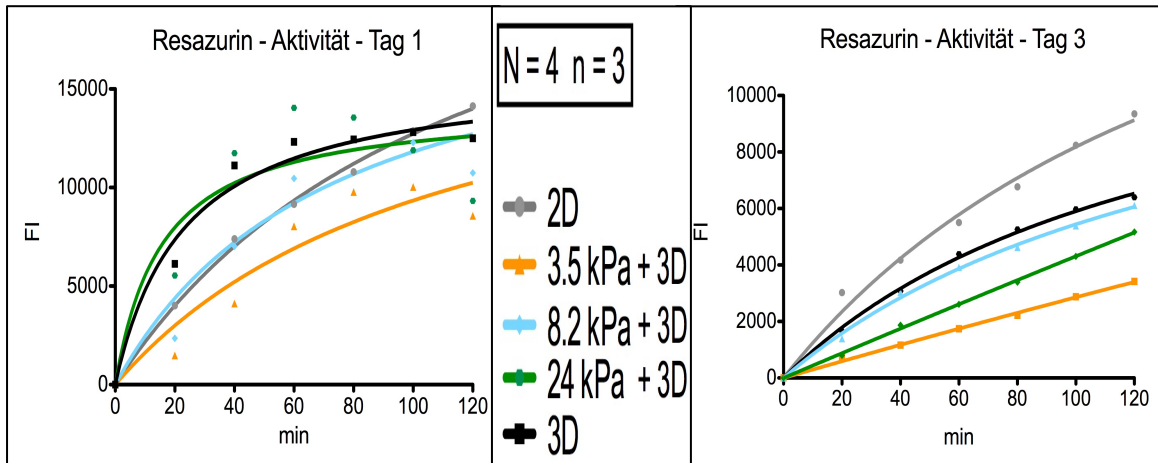 Resazurin - Aktivität - Tag 1
15000
10000
5000
0
FI
0 20 40 60 80 100 120
min
N = 4 n = 3
2D
3.5 kPa + 3D
8.2 kPa + 3D
24 kPa + 3D
3D
Resazurin - Aktivität - Tag 3
10000
8000
6000
4000
2000
0
FI
0 20 40 60 80 100 120
min